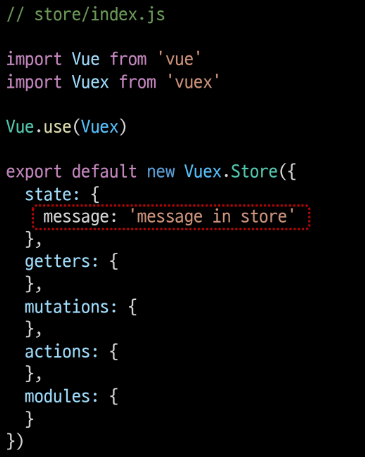 // store/index.js
import Vue from 'vue'
import Vuex from 'vuex'
Vue.use(Vuex)
export default new Vuex.Store({
state: {
message: 'message in store'
},
getters: {
},
mutations: {
},
actions: {
},
modules: {
}
})